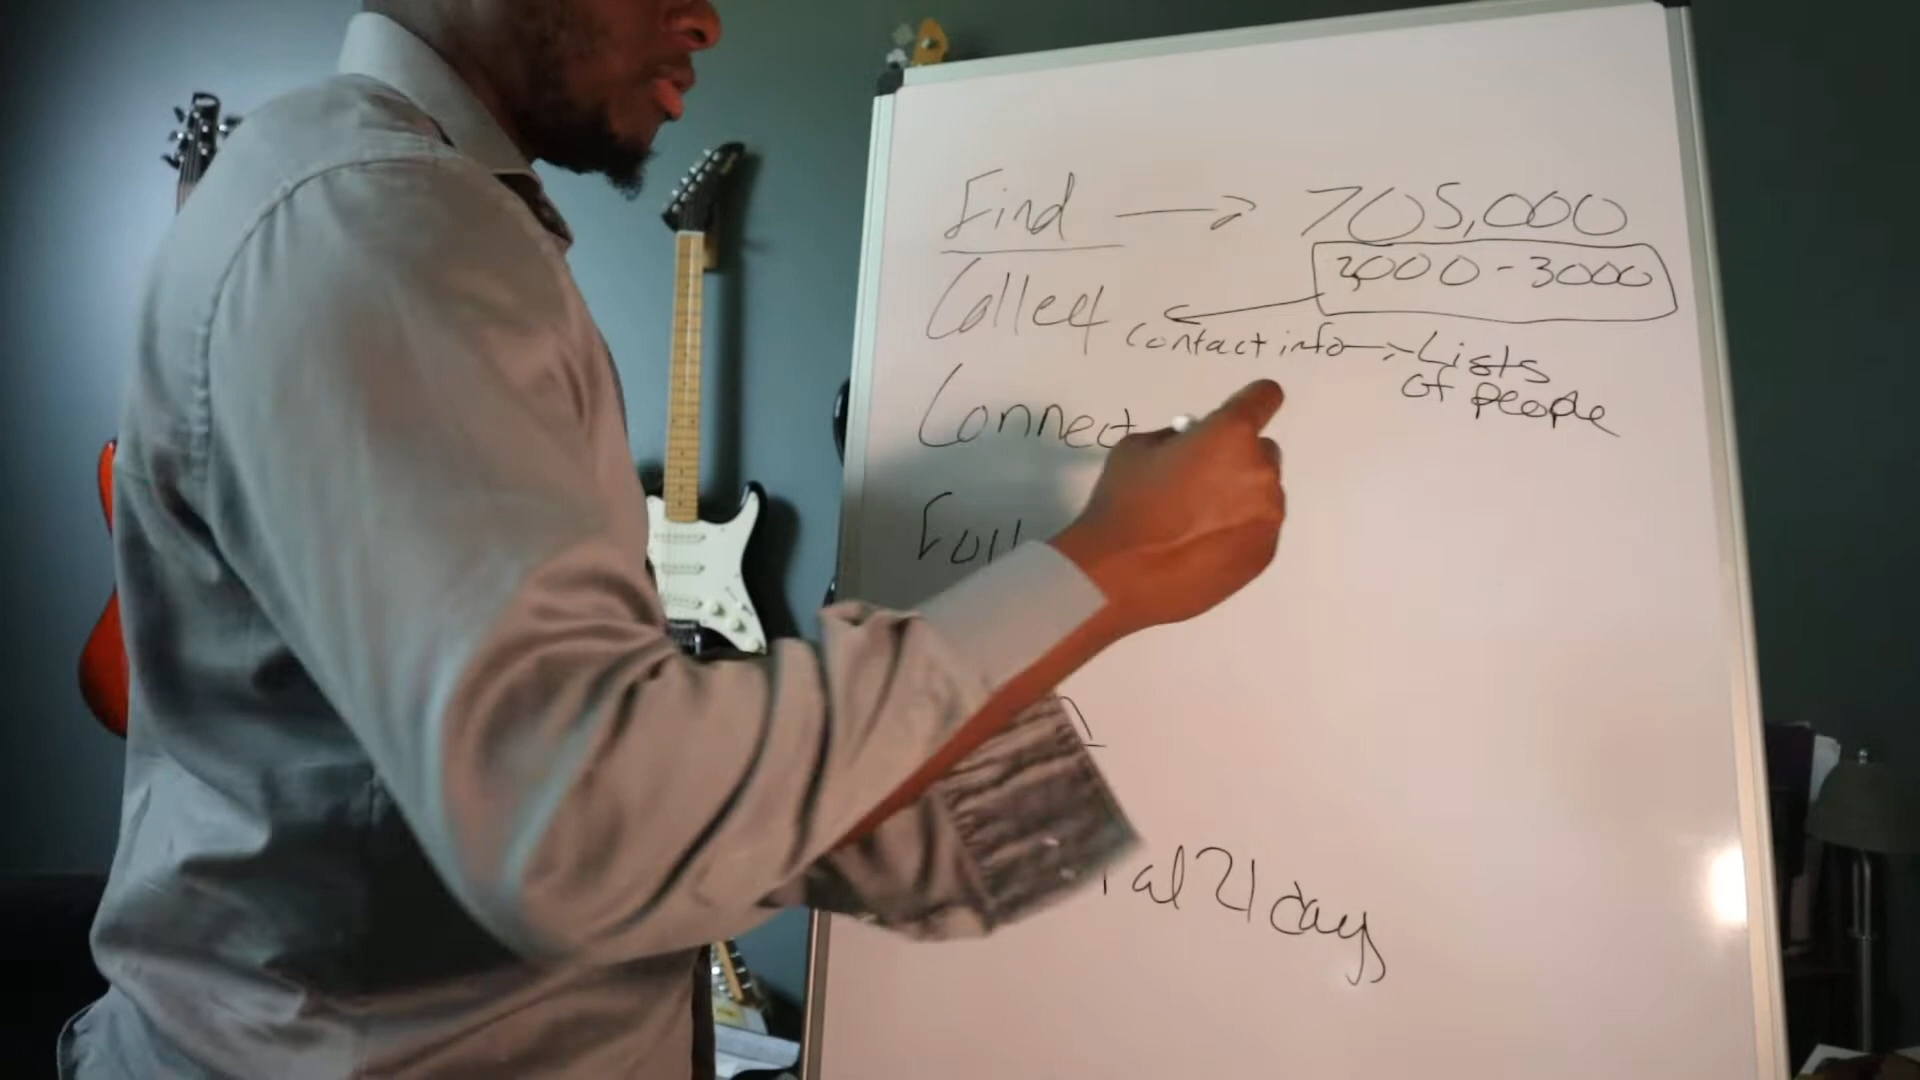 Find → 705,000
2000-3000
Collect
contact info → Lists
of people
Connect
Foll
al 21 days